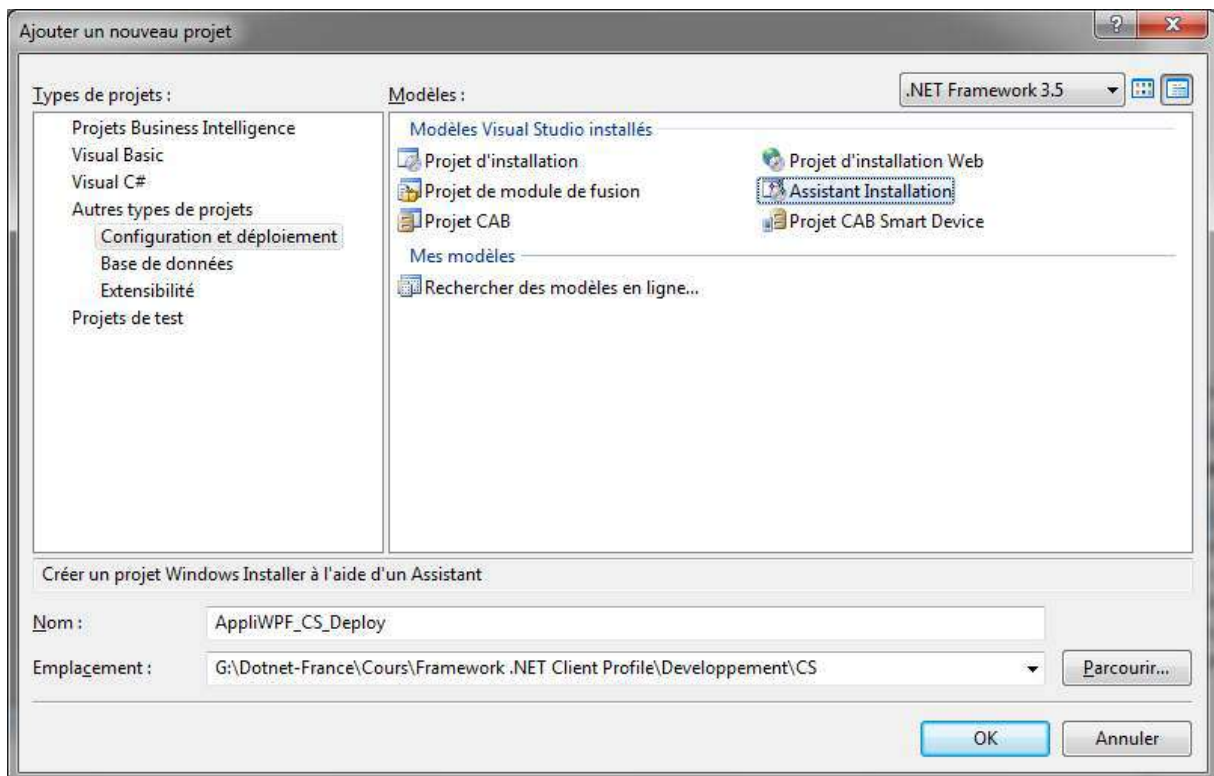 Ajouter un nouveau projet
Types de projets :
Modèles :
.NET Framework 3.5
Projets Business Intelligence
Visual Basic
Visual C#
Autres types de projets
Configuration et déploiement
Base de données
Extensibilité
Projets de test
Modèles Visual Studio installés
Projet d'installation
Projet d'installation Web
Projet de module de fusion
Assistant Installation
Projet CAB
Projet CAB Smart Device
Mes modèles
Rechercher des modèles en ligne...
Créer un projet Windows Installer à l'aide d'un Assistant
Nom :
AppliWPF_CS_Deploy
Emplacement :
G:\Dotnet-France\Cours\Framework .NET Client Profile\Developpement\CS
Parcourir...
OK
Annuler